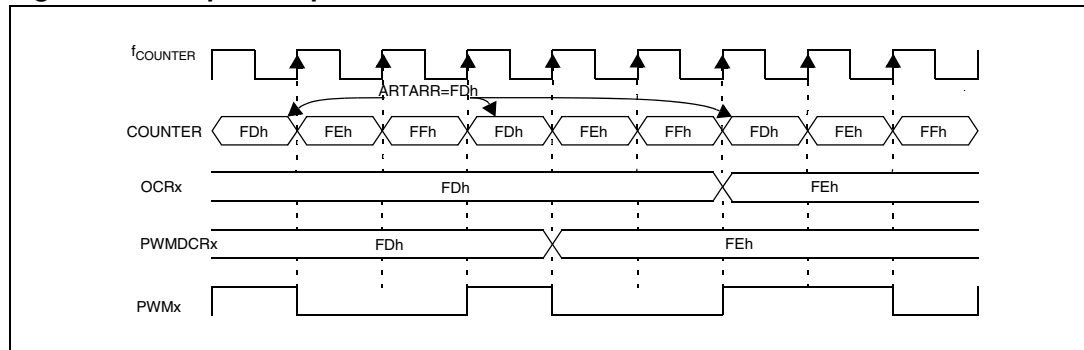 fCOUNTER
ARTARR=FDh
COUNTER FDh FEh FFh FDh FEh FFh FDh FEh FFh
OCRx FDh FEh
PWMDCRx FDh FEh
PWMx